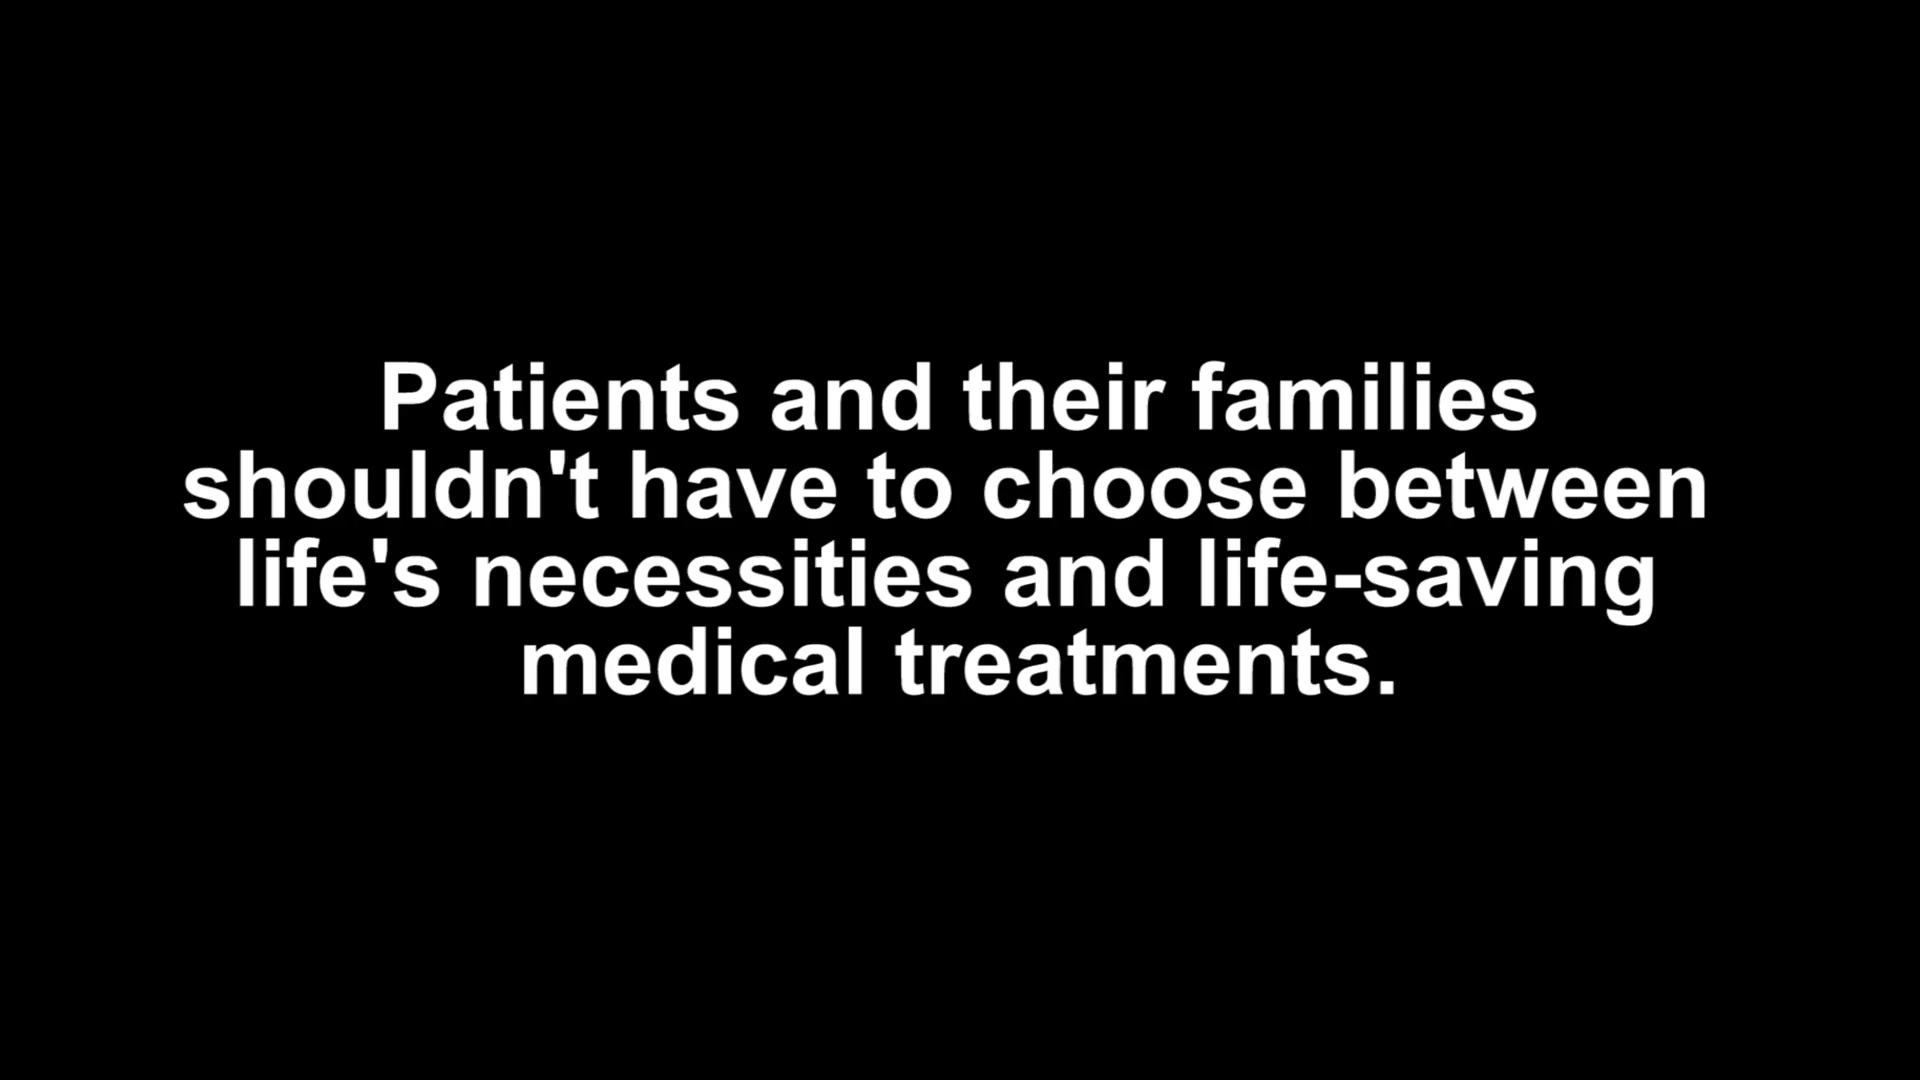 Patients and their families
shouldn't have to choose between
life's necessities and life-saving
medical treatments.